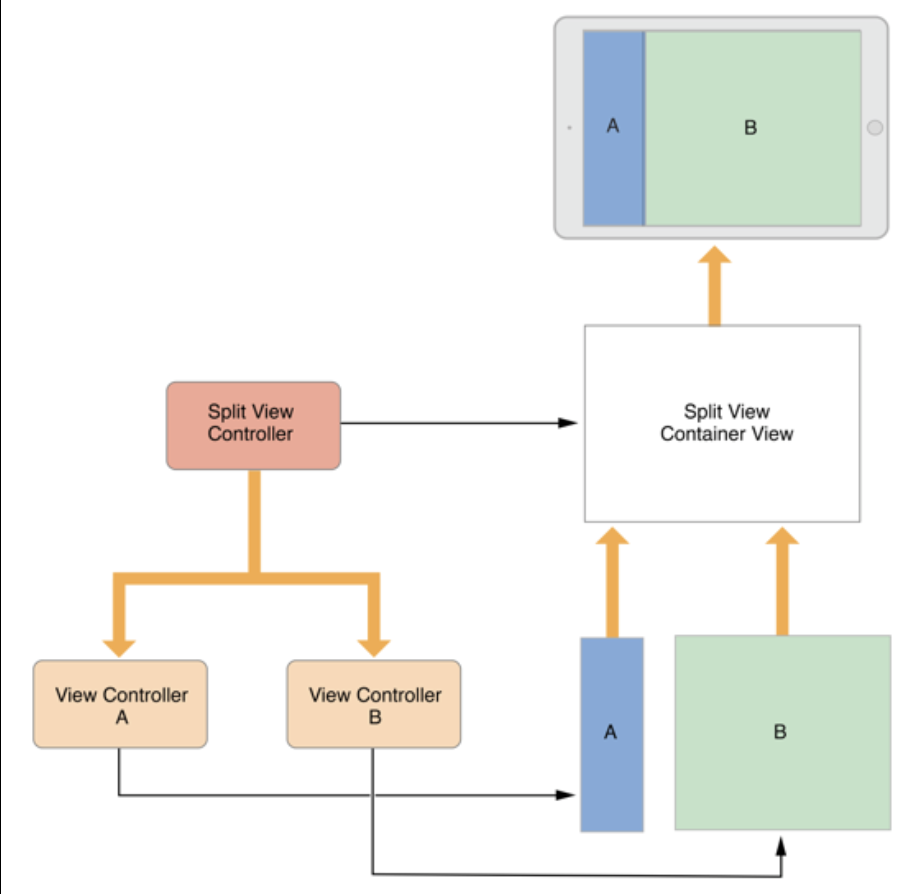 A
B
Split View
Controller
Split View
Container View
View Controller
A
View Controller
B
A
B